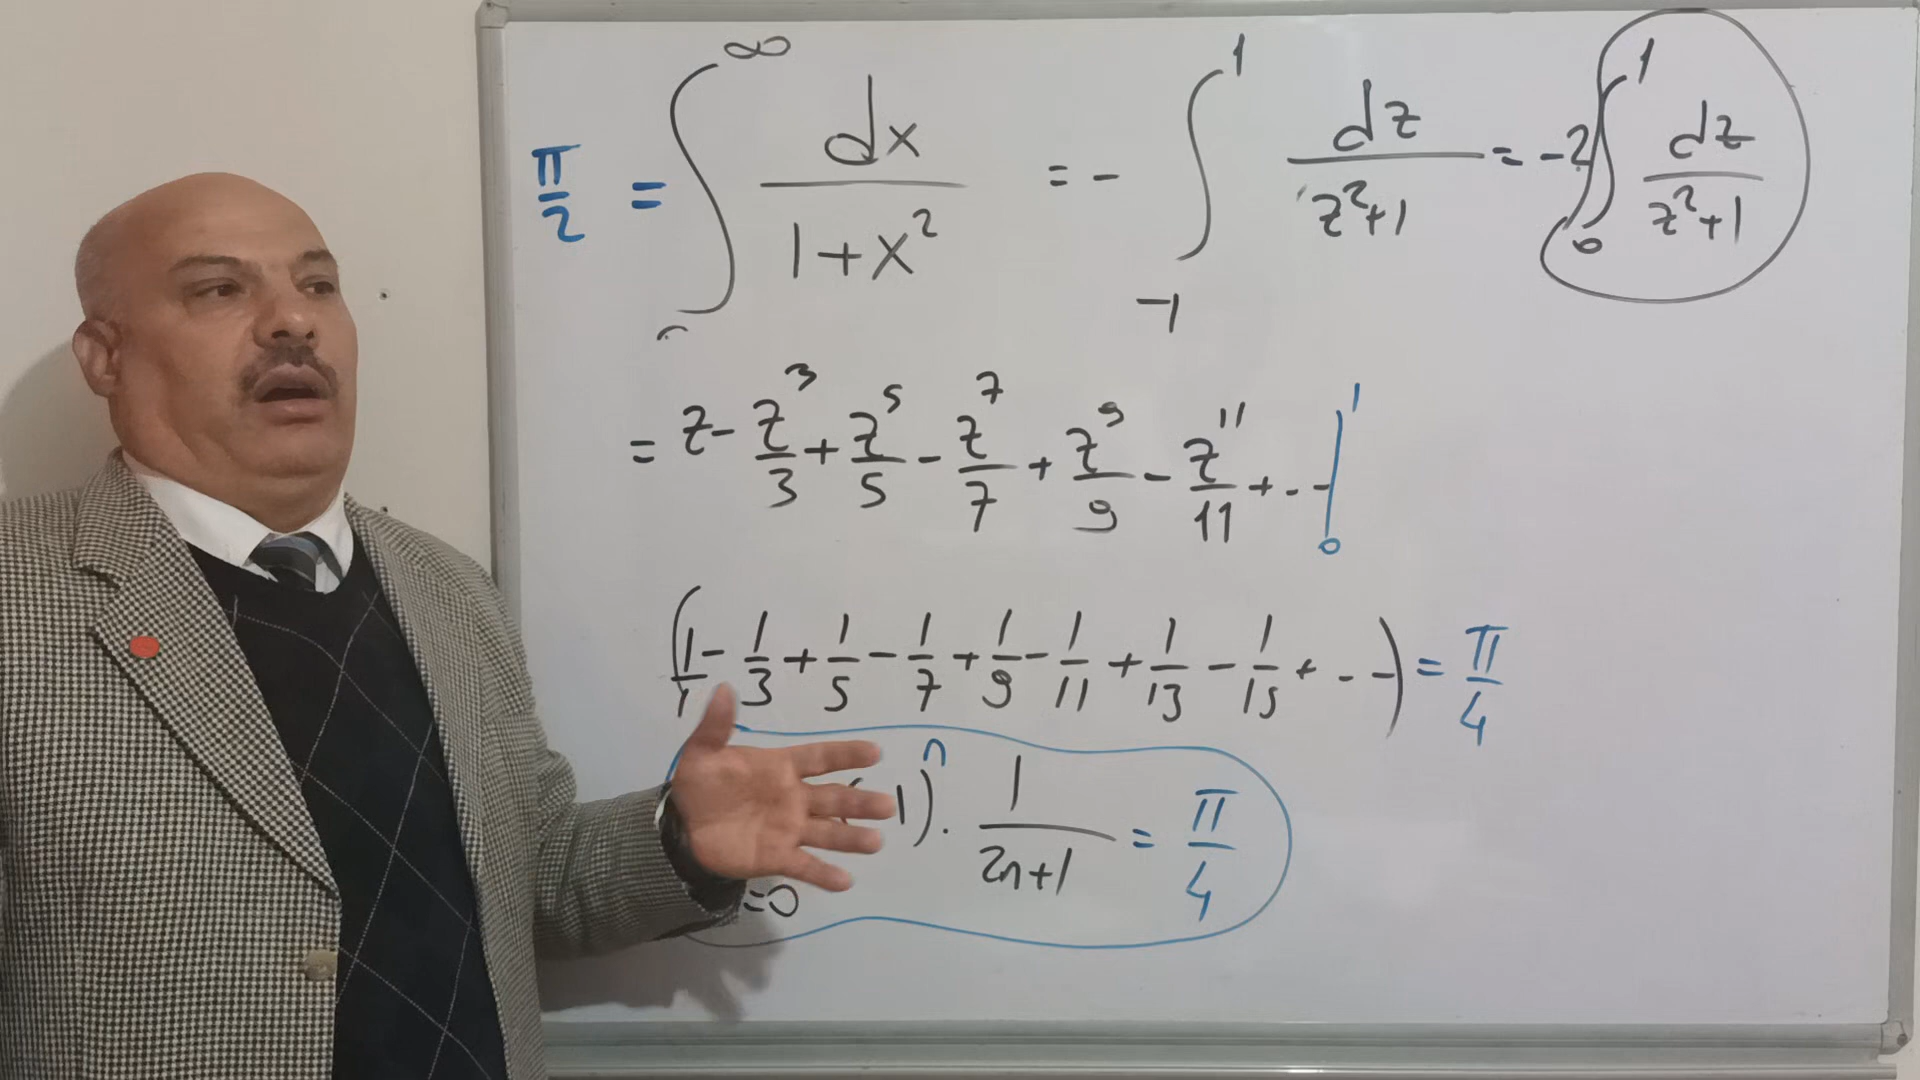 π/2 = ∫₀^∞ dx/(1+x²) = - ∫₋₁^1 dz/(z²+1) = -2 ∫₀^1 dz/(z²+1)
= z - z³/3 + z⁵/5 - z⁷/7 + z⁹/9 - z¹¹/11 + -- |₀^1
(1/1 - 1/3 + 1/5 - 1/7 + 1/9 - 1/11 + 1/13 - 1/15 + --) = π/4
=0 1)ⁿ · 1/(2n+1) = π/4